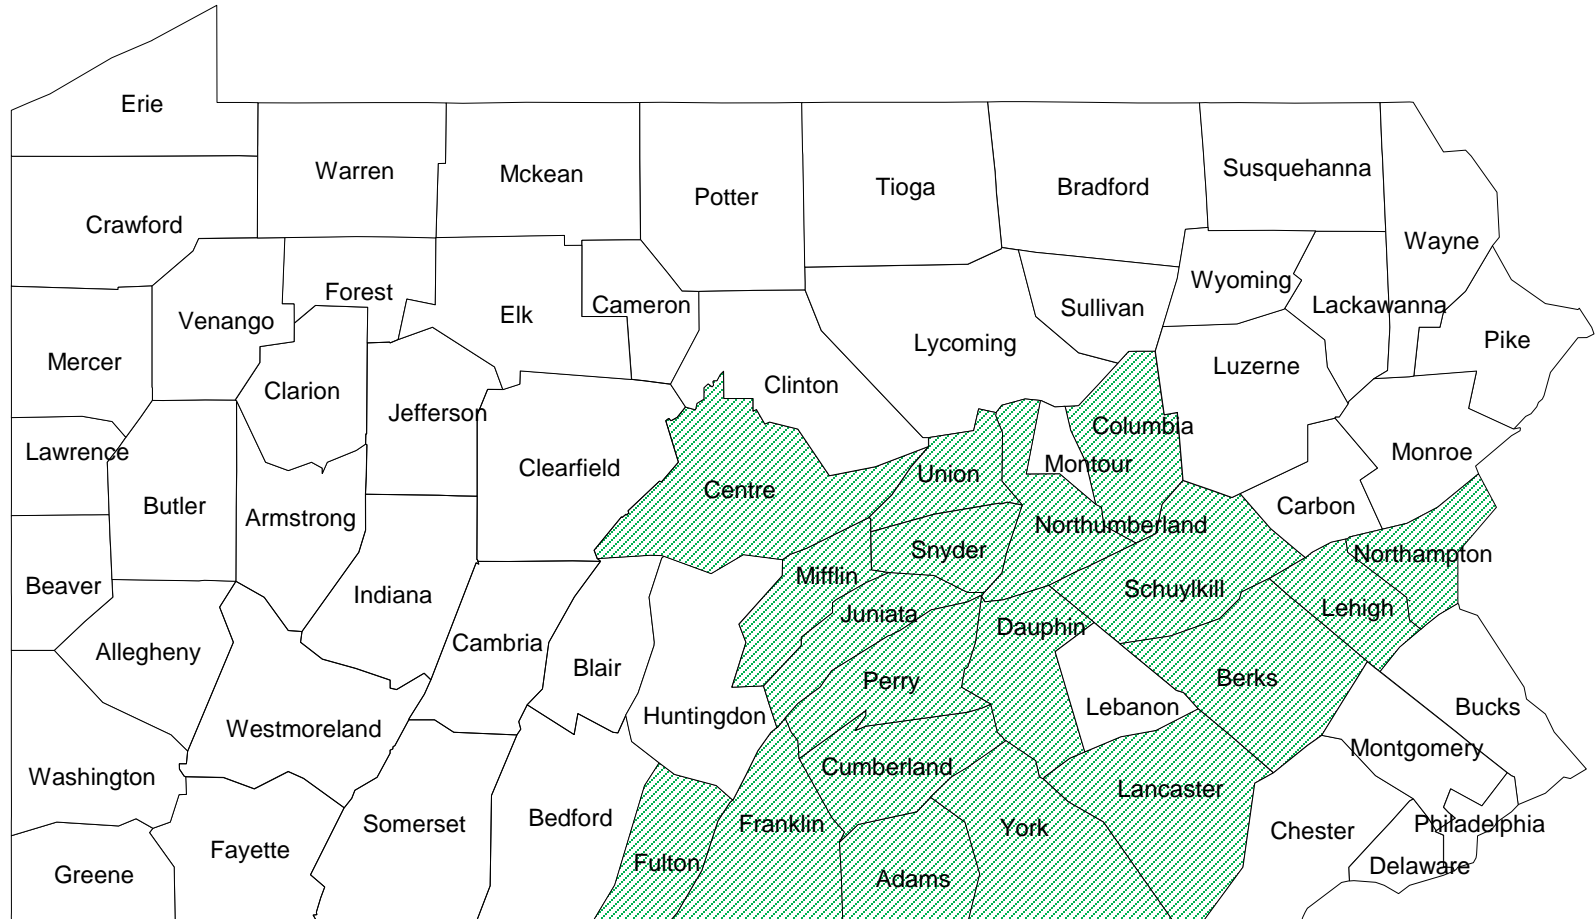 Erie
Warren
Mckean
Potter
Tioga
Bradford
Susquehanna
Crawford
Wayne
Forest
Cameron
Wyoming
Lackawanna
Venango
Elk
Sullivan
Lycoming
Pike
Mercer
Luzerne
Clarion
Clinton
Jefferson
Columbia
Lawrence
Clearfield
Montour
Monroe
Centre
Union
Butler
Armstrong
Carbon
Northumberland
Snyder
Northampton
Beaver
Mifflin
Indiana
Schuylkill
Juniata
Lehigh
Dauphin
Allegheny
Cambria
Blair
Perry
Berks
Huntingdon
Lebanon
Bucks
Westmoreland
Montgomery
Washington
Cumberland
Lancaster
Somerset
Bedford
Franklin
York
Chester
Philadelphia
Fayette
Fulton
Delaware
Greene
Adams